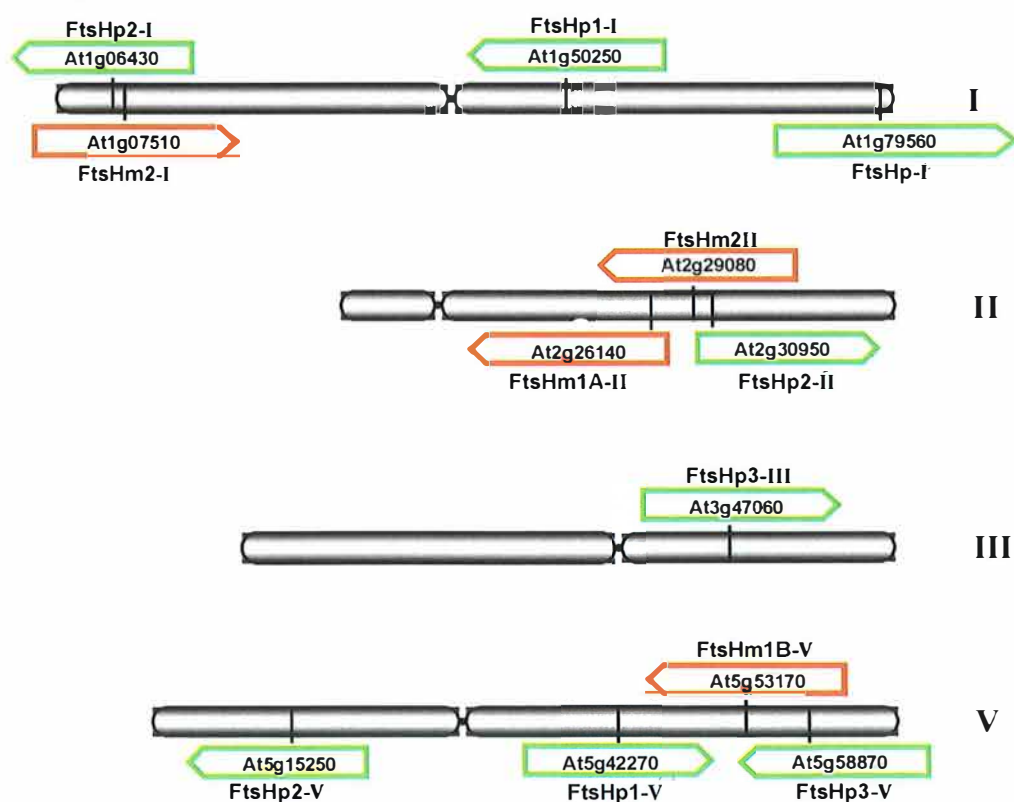 FtsHp2-I
FtsHp1-I
At1g06430
At1g50250
I
At1g07510
At1g79560
FtsHm2-I
FtsHp-I
FtsHm2II
At2g29080
II
At2g26140
At2g30950
FtsHm1A-II
FtsHp2-II
FtsHp3-III
At3g47060
III
FtsHm1B-V
At5g53170
V
At5g15250
At5g42270
At5g58870
FtsHp2-V
FtsHp1-V
FtsHp3-V